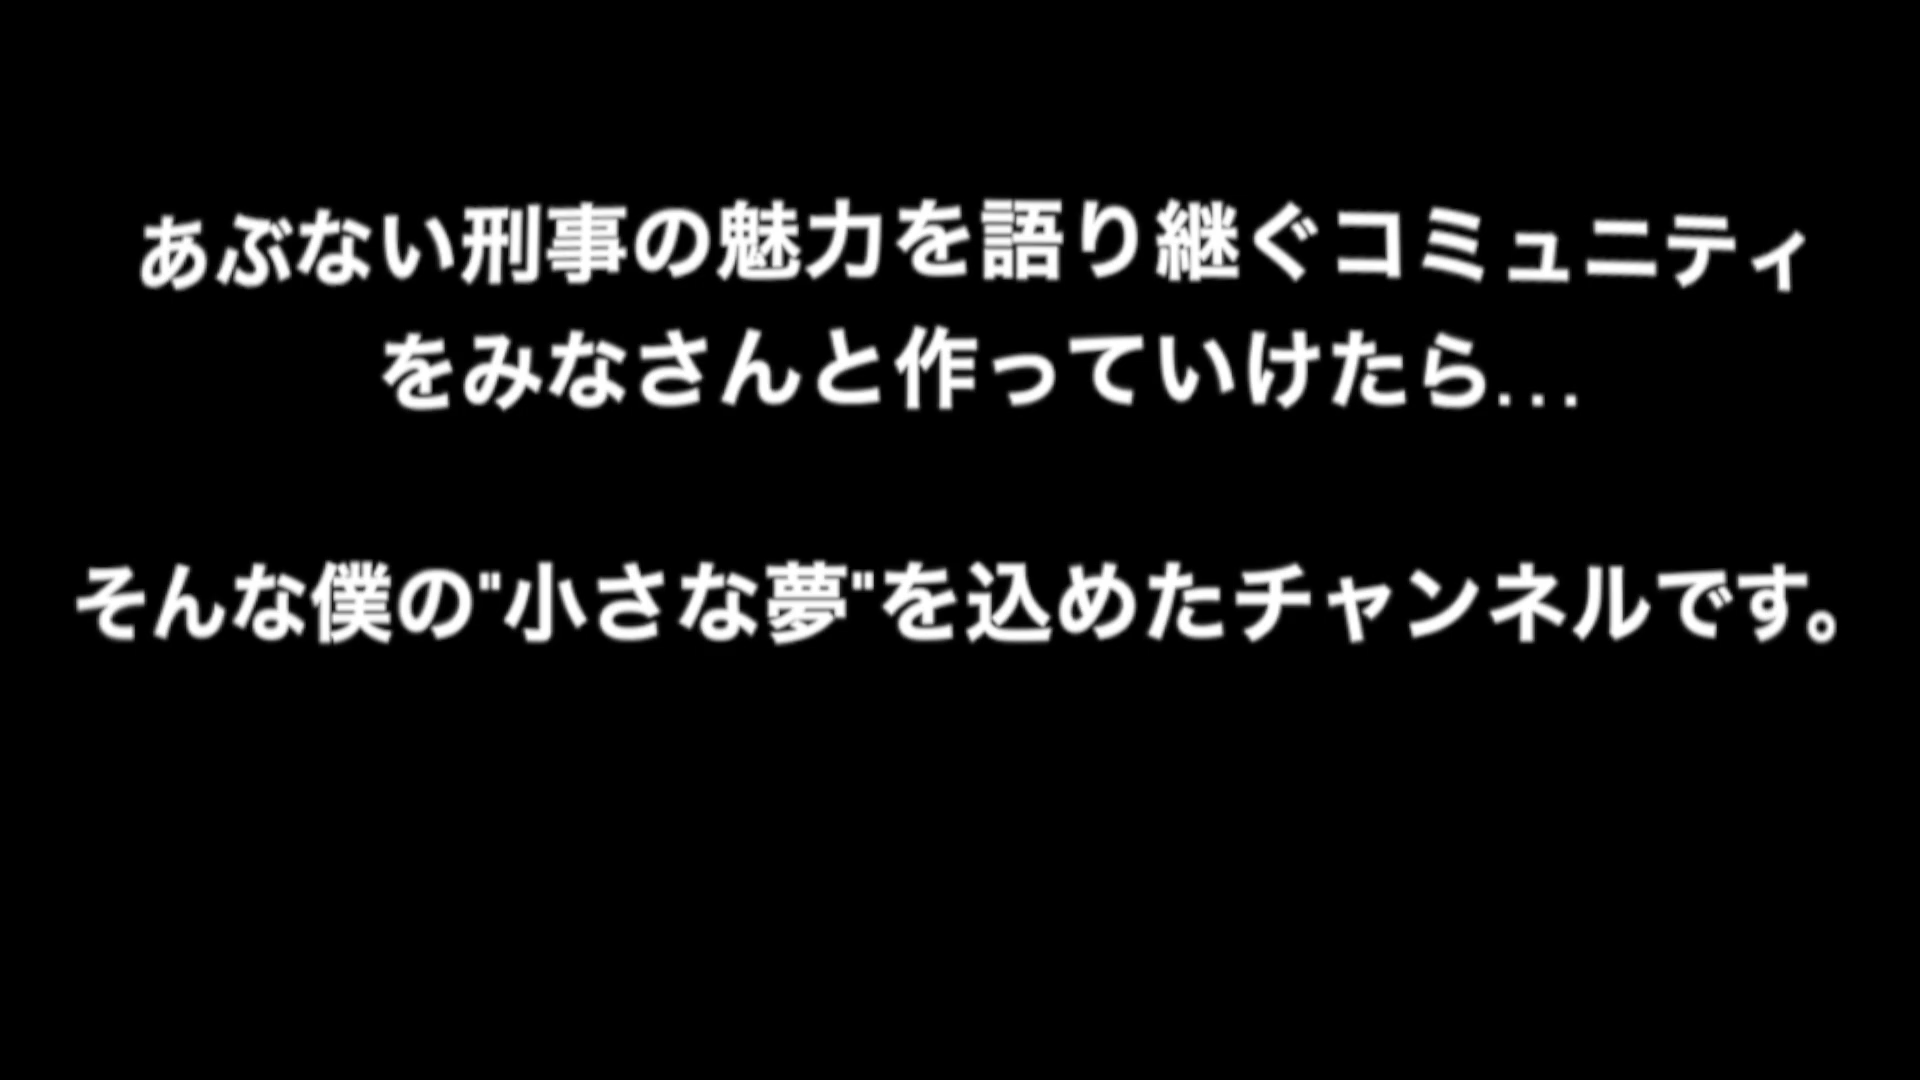 あぶない刑事の魅力を語り継ぐコミュニティ
をみなさんと作っていけたら...
そんな僕の"小さな夢"を込めたチャンネルです。